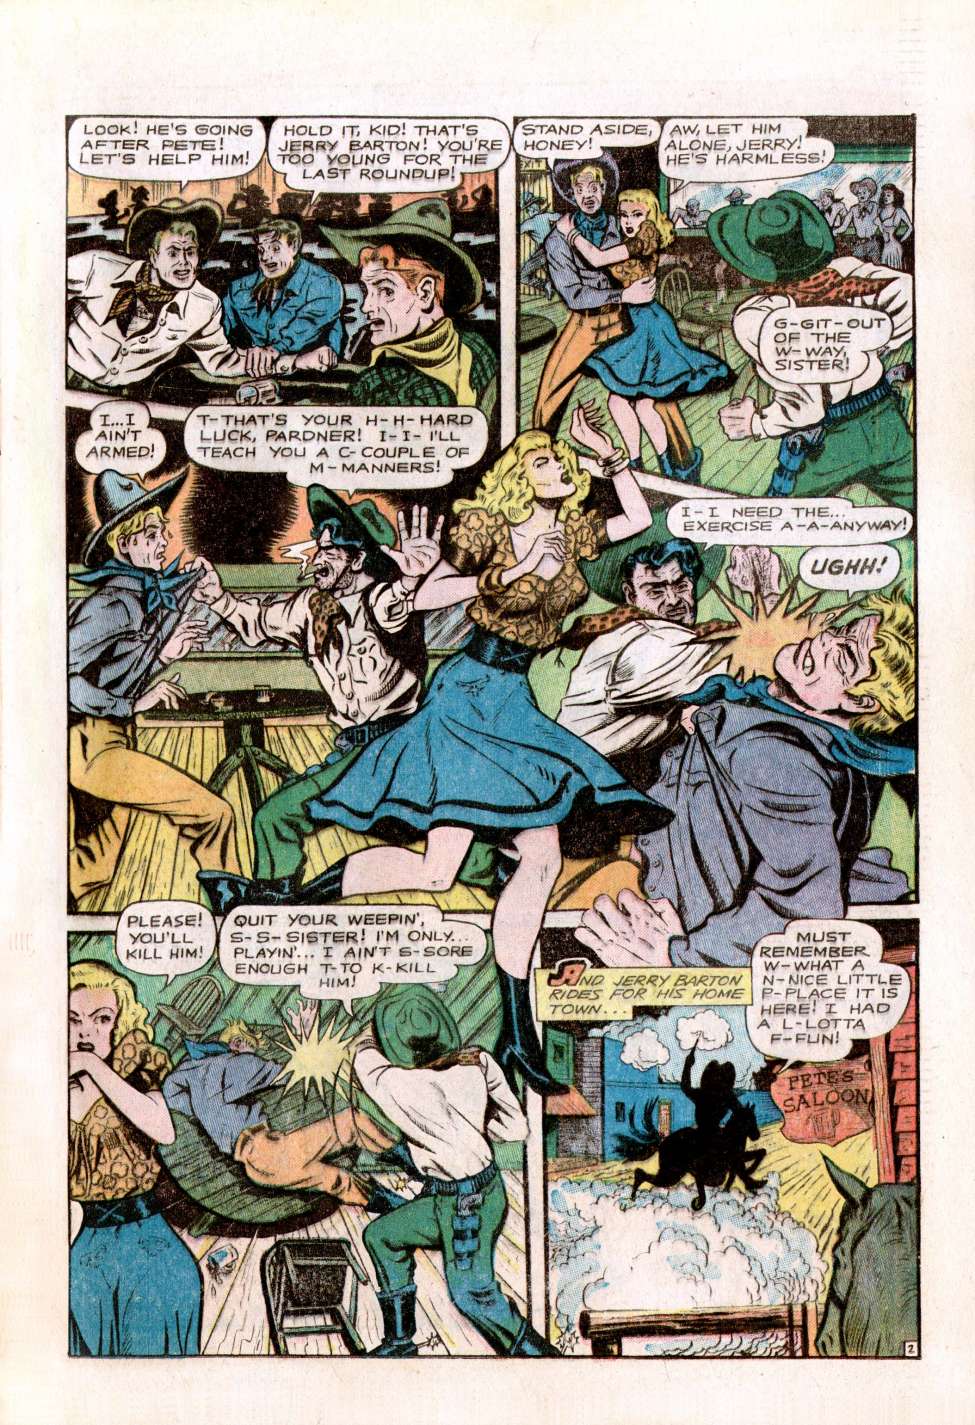 LOOK! HE'S GOING
AFTER PETE!
LET'S HELP HIM!
HOLD IT, KID! THAT'S
JERRY BARTON! YOU'RE
TOO YOUNG FOR THE
LAST ROUNDUP!
STAND ASIDE,
HONEY!
AW, LET HIM
ALONE, JERRY!
HE'S HARMLESS!
G-GIT-OUT
OF THE
W-WAY,
SISTER!
I...I
AIN'T
ARMED!
T-THAT'S YOUR H-H-HARD
LUCK, PARDNER! I-I-I'LL
TEACH YOU A C-COUPLE OF
M-MANNERS!
I-I NEED THE...
EXERCISE A-A-ANYWAY!
UGHH!
PLEASE!
YOU'LL
KILL HIM!
QUIT YOUR WEEPIN',
S-S-SISTER! I'M ONLY...
PLAYIN'... I AIN'T S-SORE
ENOUGH T-TO K-KILL
HIM!
AND JERRY BARTON
RIDES FOR HIS HOME
TOWN...
MUST
REMEMBER
W-WHAT A
N-NICE LITTLE
P-PLACE IT IS
HERE! I HAD
A L-LOTTA
F-FUN!
PETE'S
SALOON
2